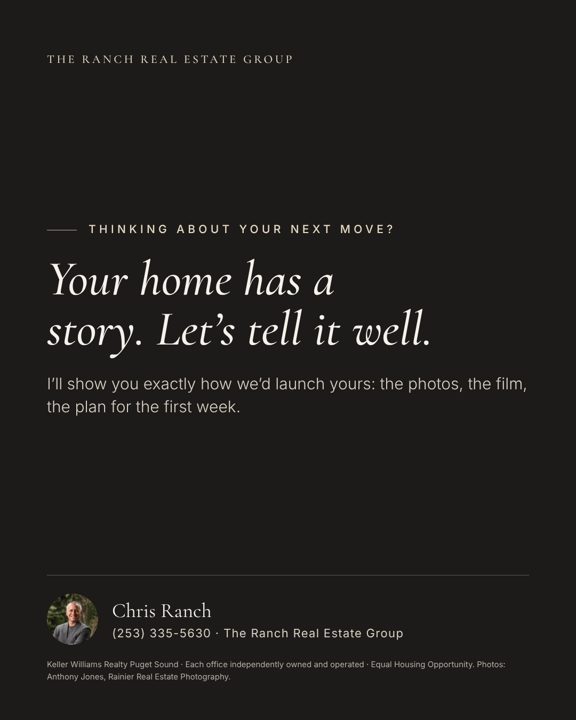 THE RANCH REAL ESTATE GROUP
THINKING ABOUT YOUR NEXT MOVE?
Your home has a
story. Let’s tell it well.
I’ll show you exactly how we’d launch yours: the photos, the film,
the plan for the first week.
Chris Ranch
(253) 335-5630 · The Ranch Real Estate Group
Keller Williams Realty Puget Sound · Each office independently owned and operated · Equal Housing Opportunity. Photos:
Anthony Jones, Rainier Real Estate Photography.